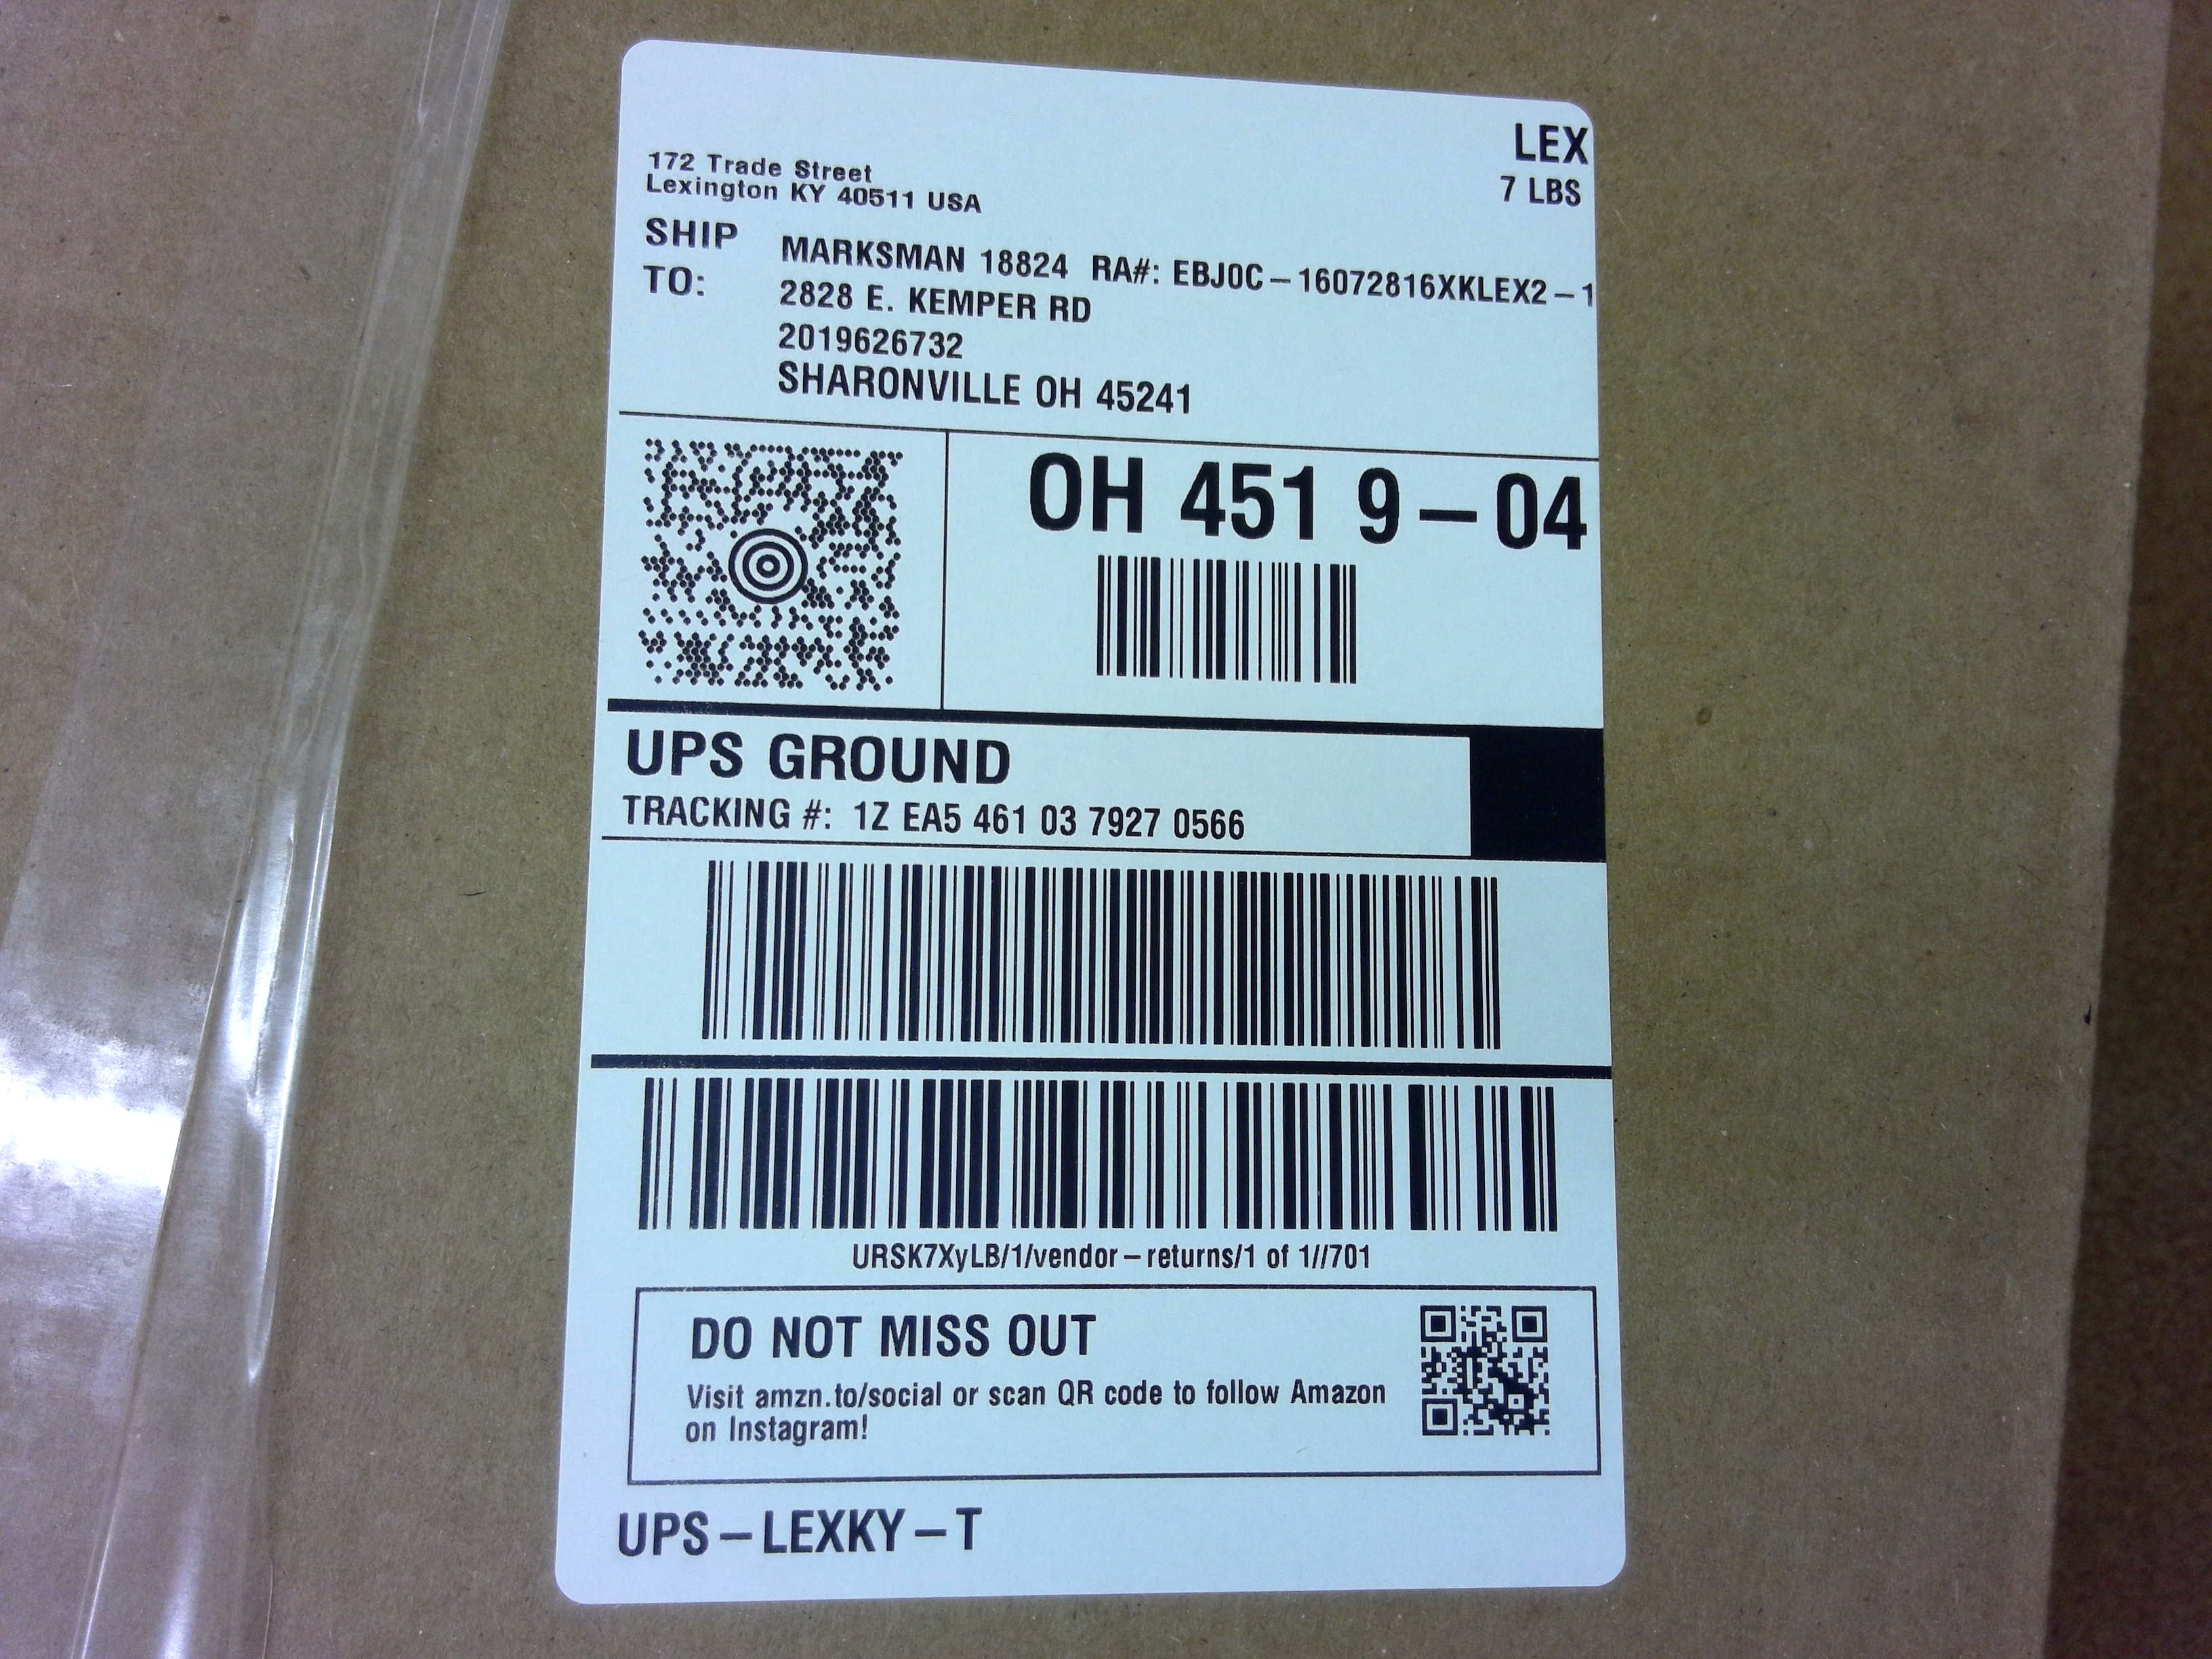 LEX
7 LBS
172 Trade Street
Lexington KY 40511 USA
SHIP TO:
MARKSMAN 18824 RA#: EBJ0C-16072816XKLEX2-1
2828 E. KEMPER RD
2019626732
SHARONVILLE OH 45241
OH 451 9-04
UPS GROUND
TRACKING #: 1Z EA5 461 03 7927 0566
URSK7XyLB/1/vendor-returns/1 of 1//701
DO NOT MISS OUT
Visit amzn.to/social or scan QR code to follow Amazon
on Instagram!
UPS-LEXKY-T